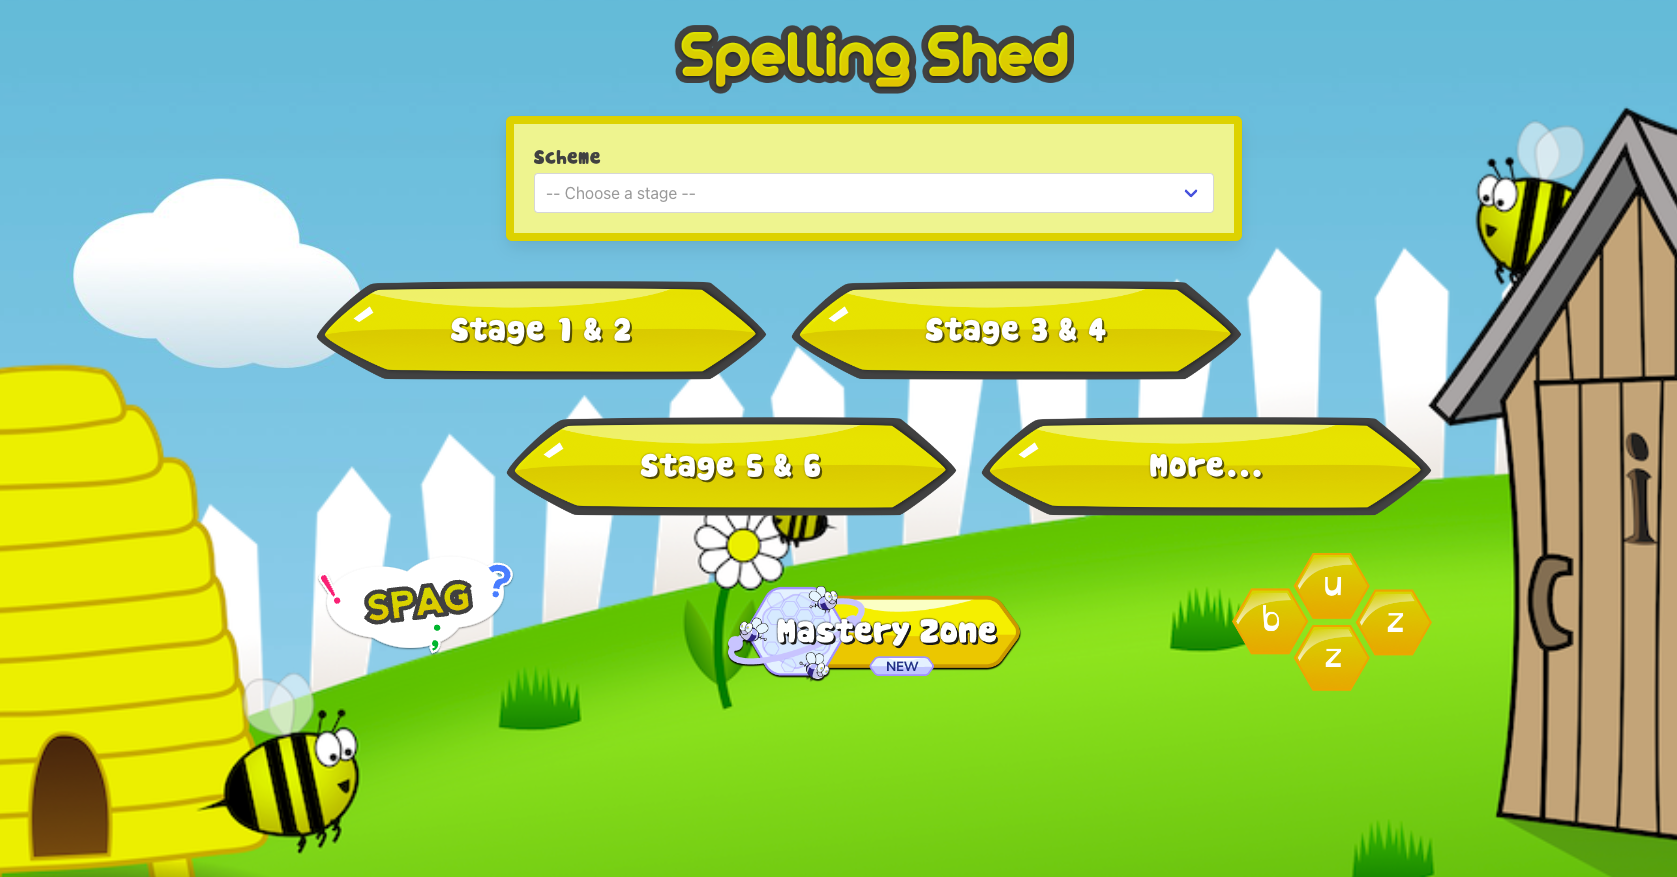 Spelling Shed
Scheme
-- Choose a stage --
Stage 1 & 2
Stage 3 & 4
Stage 5 & 6
More...
! SPAG ? ;
Mastery Zone
NEW
b u z z
i